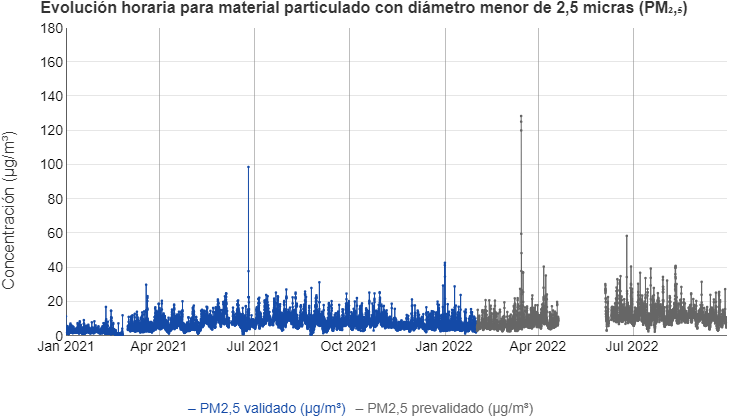 Evolución horaria para material particulado con diámetro menor de 2,5 micras (PM₂,₅)
Concentración (µg/m³)
180
160
140
120
100
80
60
40
20
0
Jan 2021 Apr 2021 Jul 2021 Oct 2021 Jan 2022 Apr 2022 Jul 2022
– PM2,5 validado (µg/m³) – PM2,5 prevalidado (µg/m³)